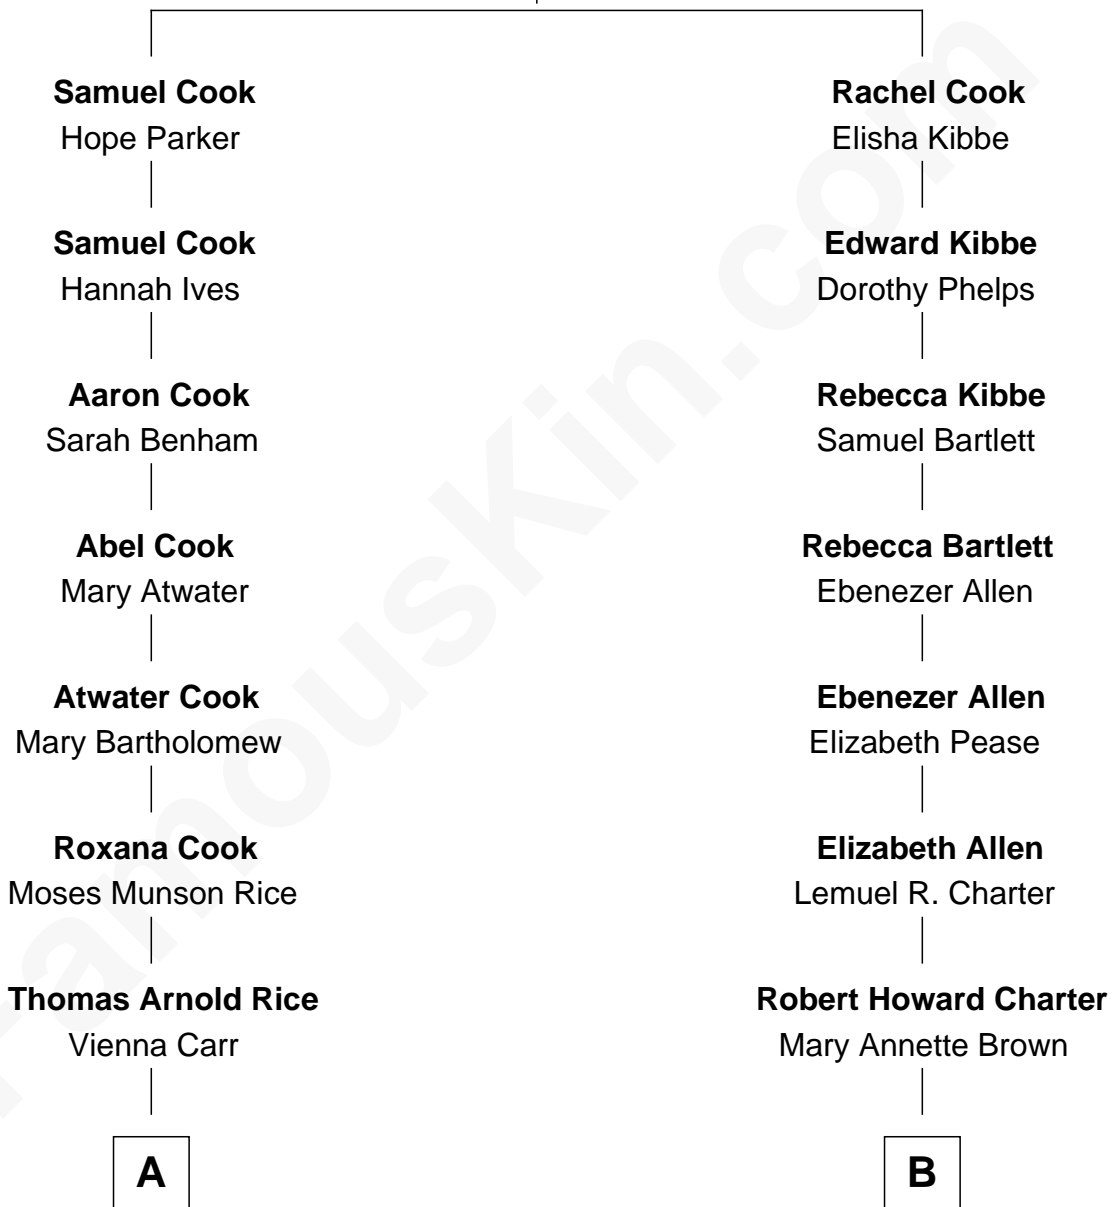 Samuel Cook
Hope Parker
Rachel Cook
Elisha Kibbe
Samuel Cook
Hannah Ives
Edward Kibbe
Dorothy Phelps
Aaron Cook
Sarah Benham
Rebecca Kibbe
Samuel Bartlett
Abel Cook
Mary Atwater
Rebecca Bartlett
Ebenezer Allen
Atwater Cook
Mary Bartholomew
Ebenezer Allen
Elizabeth Pease
Roxana Cook
Moses Munson Rice
Elizabeth Allen
Lemuel R. Charter
Thomas Arnold Rice
Vienna Carr
Robert Howard Charter
Mary Annette Brown
A
B
FamousKin.com